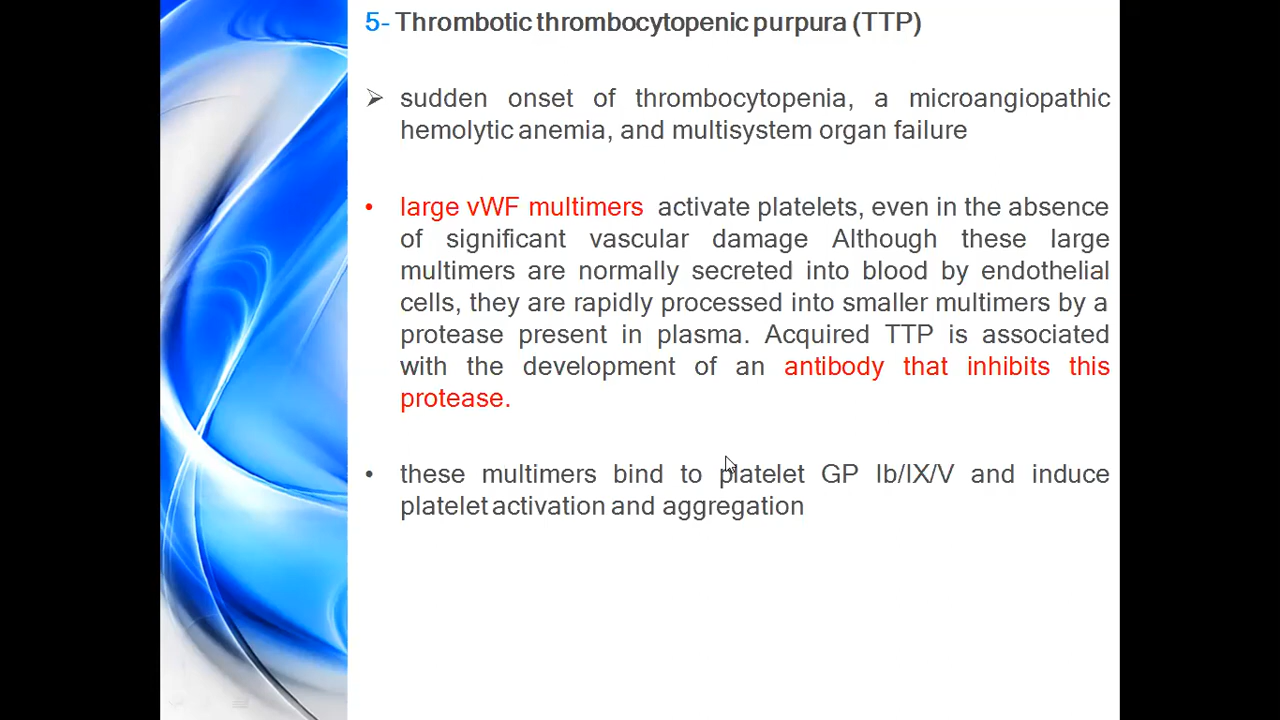 5- Thrombotic thrombocytopenic purpura (TTP)
➢ sudden onset of thrombocytopenia, a microangiopathic
hemolytic anemia, and multisystem organ failure
• large vWF multimers activate platelets, even in the absence
of significant vascular damage Although these large
multimers are normally secreted into blood by endothelial
cells, they are rapidly processed into smaller multimers by a
protease present in plasma. Acquired TTP is associated
with the development of an antibody that inhibits this
protease.
• these multimers bind to platelet GP Ib/IX/V and induce
platelet activation and aggregation